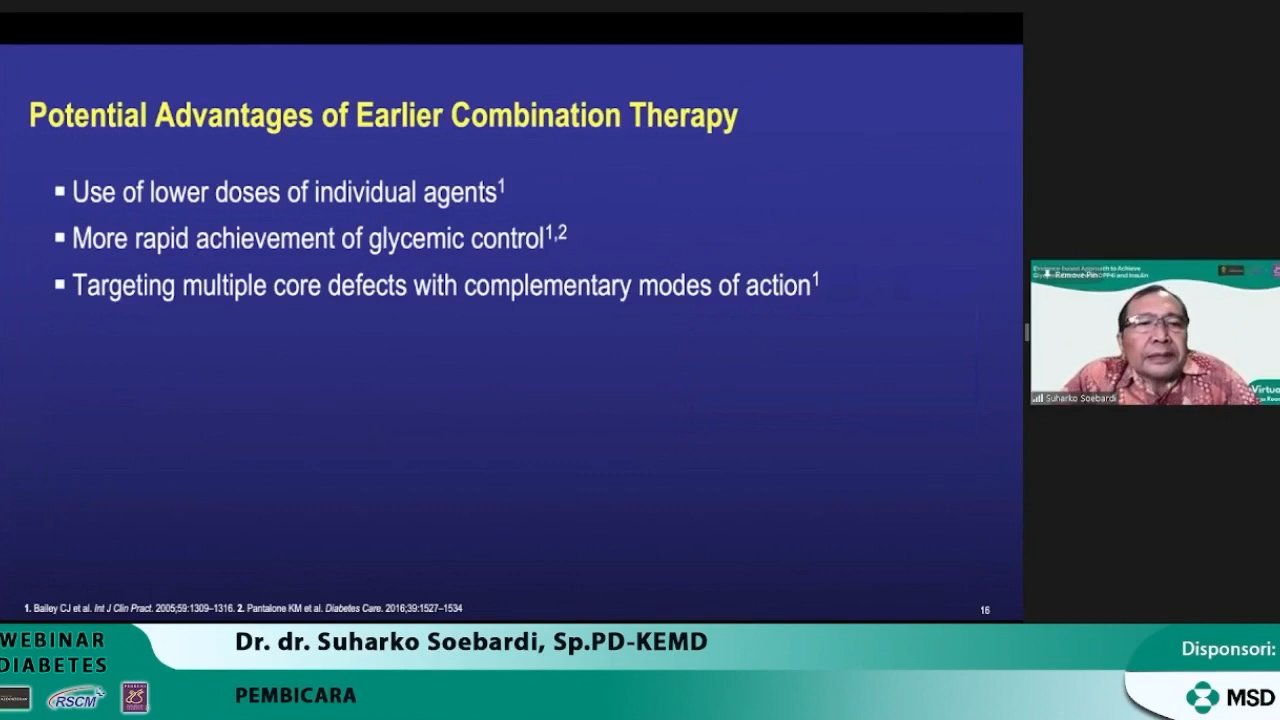 Potential Advantages of Earlier Combination Therapy
▪ Use of lower doses of individual agents1
▪ More rapid achievement of glycemic control1,2
▪ Targeting multiple core defects with complementary modes of action1
1. Bailey CJ et al. Int J Clin Pract. 2005;59:1309–1316. 2. Pantalone KM et al. Diabetes Care. 2016;39:1527–1534
16
Remove Pin
Virtua
Suharko Soebardi
WEBINAR
DIABETES
RSCM
Dr. dr. Suharko Soebardi, Sp.PD-KEMD
PEMBICARA
Disponsori:
MSD